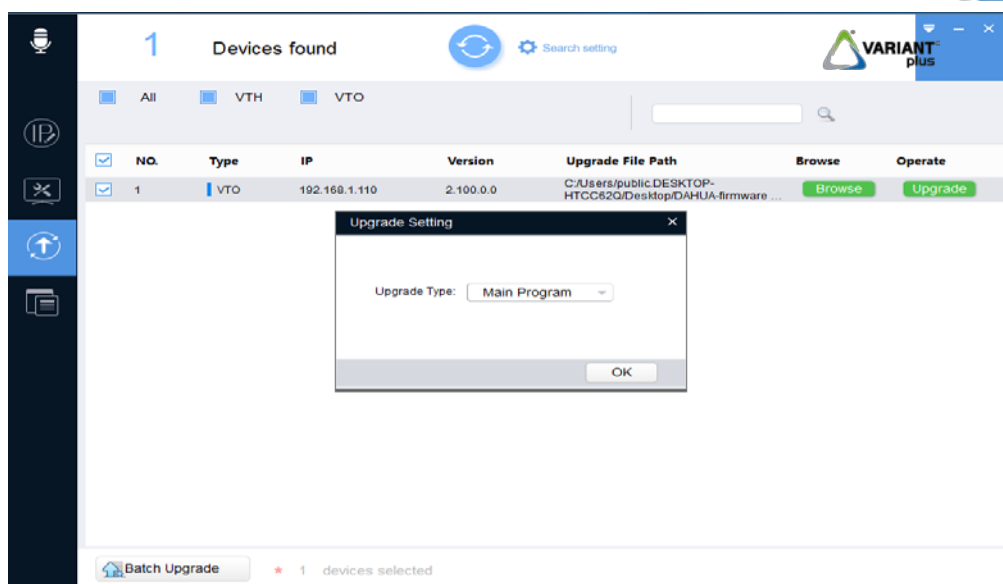 1 Devices found
Search setting
VARIANT
plus
All VTH VTO
IP
NO. Type IP Version Upgrade File Path Browse Operate
1 VTO 192.168.1.110 2.100.0.0 C:/Users/public.DESKTOP-
HTCC62Q/Desktop/DAHUA-firmware ... Browse Upgrade
Upgrade Setting
Upgrade Type: Main Program
OK
Batch Upgrade * 1 devices selected